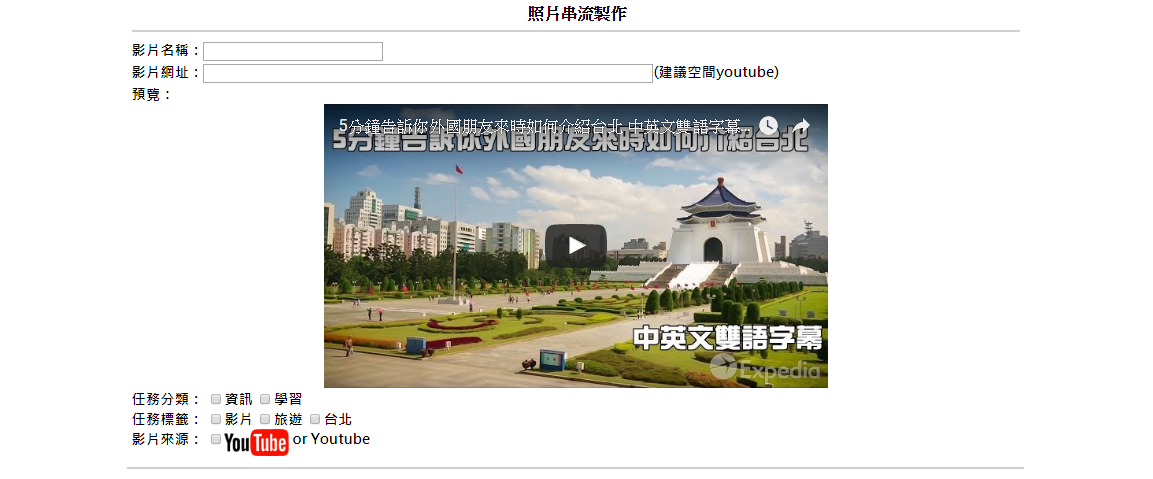 照片串流製作
影片名稱：
影片網址： (建議空間youtube)
預覽：
5分鐘告訴你外國朋友來時如何介紹台北 中英文雙語字幕
5分鐘告訴你外國朋友來時如何介紹台北
中英文雙語字幕
Expedia
任務分類： 資訊 學習
任務標籤： 影片 旅遊 台北
影片來源： YouTube or Youtube